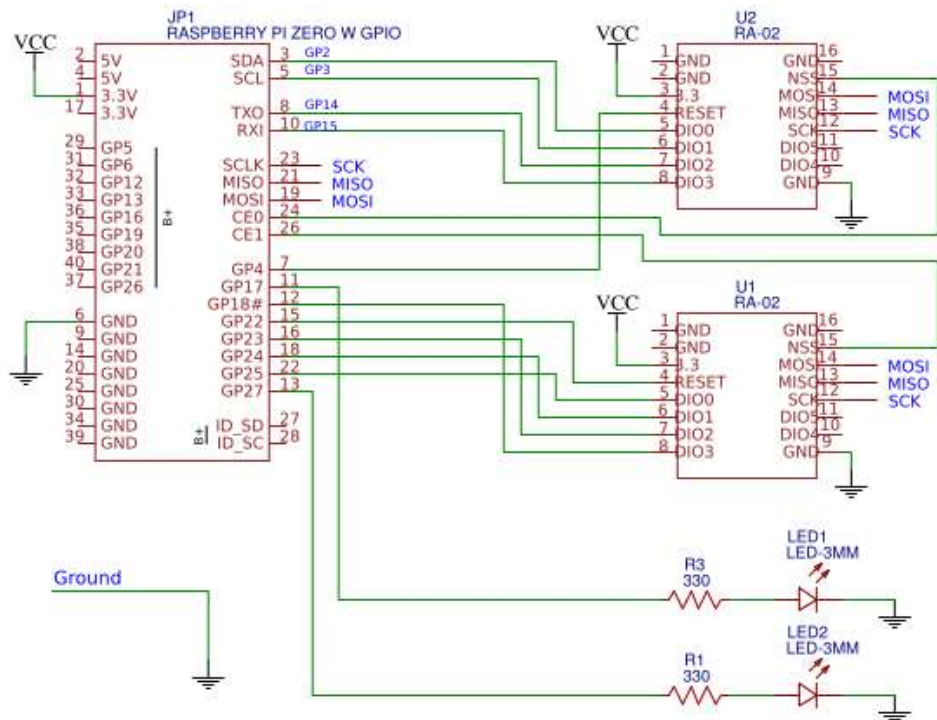 JP1
RASPBERRY PI ZERO W GPIO
VCC
2 5V
4 5V
1 3.3V
17 3.3V
29 GP5
31 GP6
32 GP12
33 GP13
36 GP16
35 GP19
38 GP20
40 GP21
37 GP26
6 GND
9 GND
14 GND
20 GND
25 GND
30 GND
34 GND
39 GND
B+
B+
SDA 3 GP2
SCL 5 GP3
TXO 8 GP14
RXI 10 GP15
SCLK 23 SCK
MISO 21 MISO
MOSI 19 MOSI
CE0 24
CE1 26
GP4 7
GP17 11
GP18# 12
GP22 15
GP23 16
GP24 18
GP25 22
GP27 13
ID_SD 27
ID_SC 28
U2
RA-02
VCC
1 GND
2 GND
3 3.3
4 RESET
5 DIO0
6 DIO1
7 DIO2
8 DIO3
GND 16
NSS 15
MOSI 14 MOSI
MISO 13 MISO
SCK 12 SCK
DIO5 11
DIO4 10
GND 9
U1
RA-02
VCC
1 GND
2 GND
3 3.3
4 RESET
5 DIO0
6 DIO1
7 DIO2
8 DIO3
GND 16
NSS 15
MOSI 14 MOSI
MISO 13 MISO
SCK 12 SCK
DIO5 11
DIO4 10
GND 9
Ground
R3
330
LED1
LED-3MM
R1
330
LED2
LED-3MM